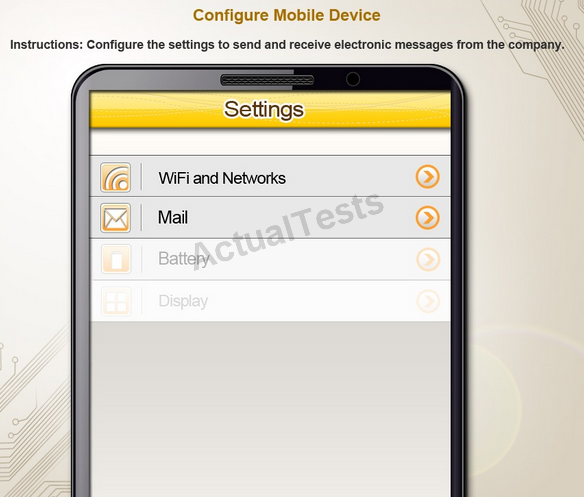 Configure Mobile Device
Instructions: Configure the settings to send and receive electronic messages from the company.
Settings
WiFi and Networks
Mail
ActualTests
Battery
Display